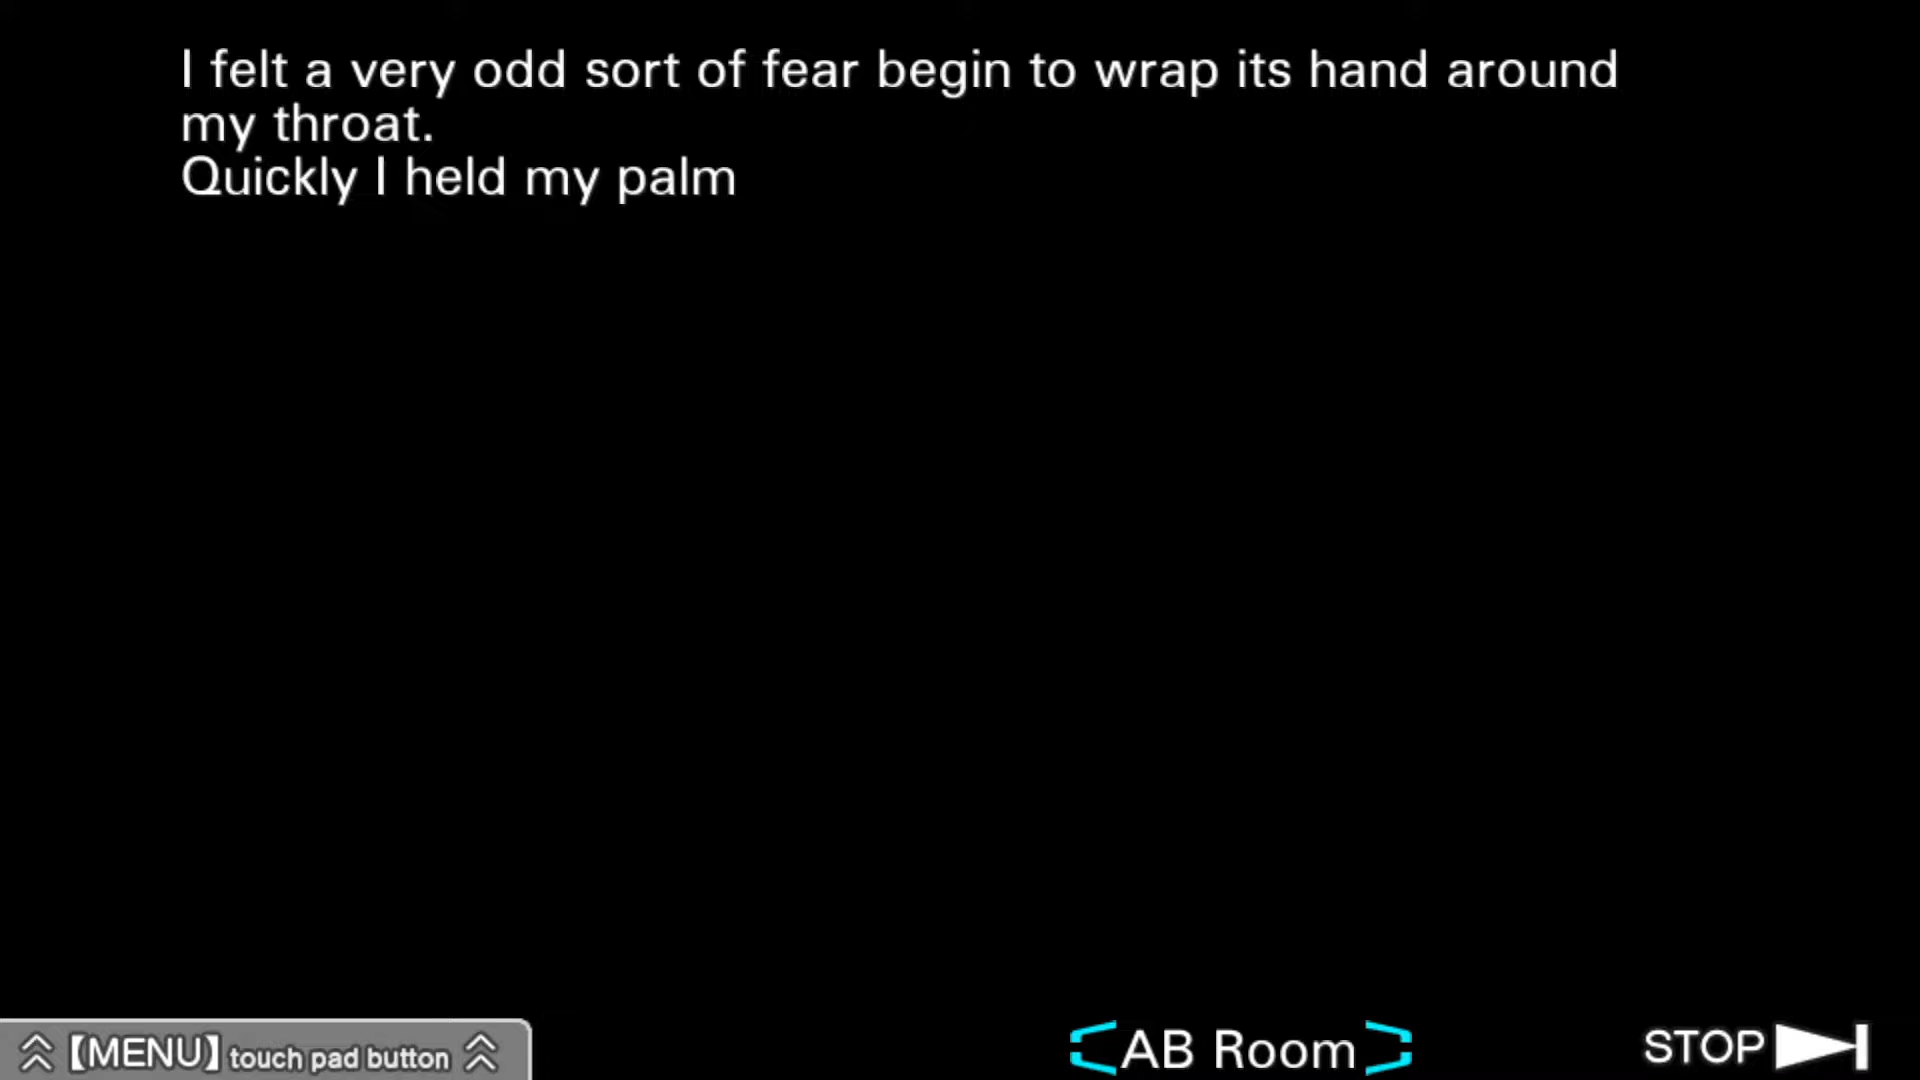 I felt a very odd sort of fear begin to wrap its hand around
my throat.
Quickly I held my palm
【MENU】 touch pad button
AB Room
STOP